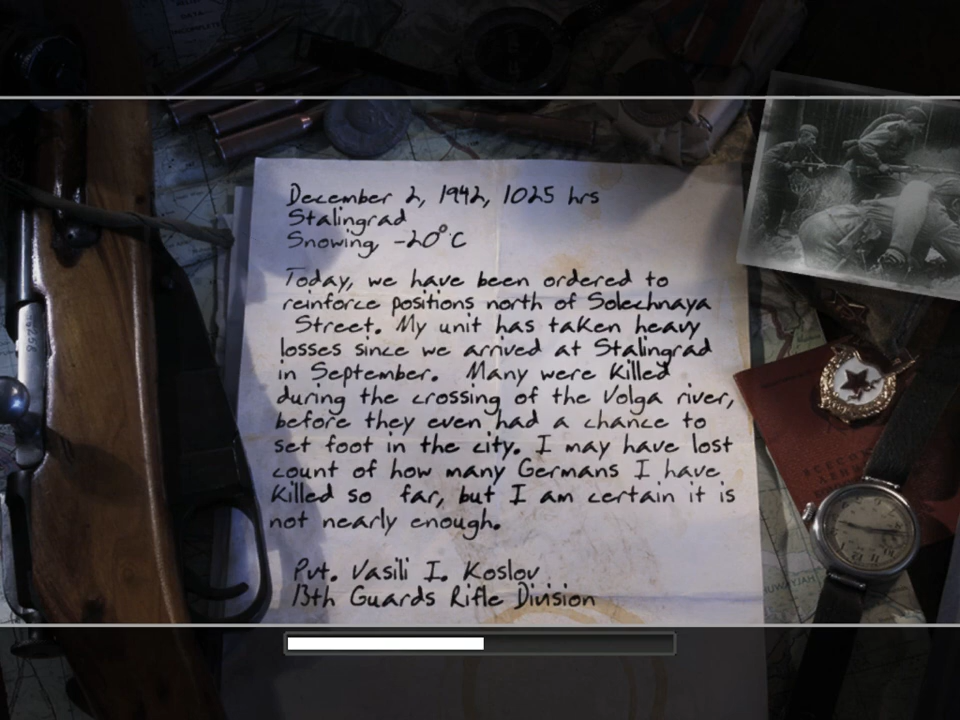 December 2, 1942, 1025 hrs
Stalingrad
Snowing, -20°C
Today, we have been ordered to
reinforce positions north of Solechnaya
Street. My unit has taken heavy
losses since we arrived at Stalingrad
in September. Many were killed
during the crossing of the Volga river,
before they even had a chance to
set foot in the city. I may have lost
count of how many Germans I have
killed so far, but I am certain it is
not nearly enough.
Pvt. Vasili I. Koslov
13th Guards Rifle Division